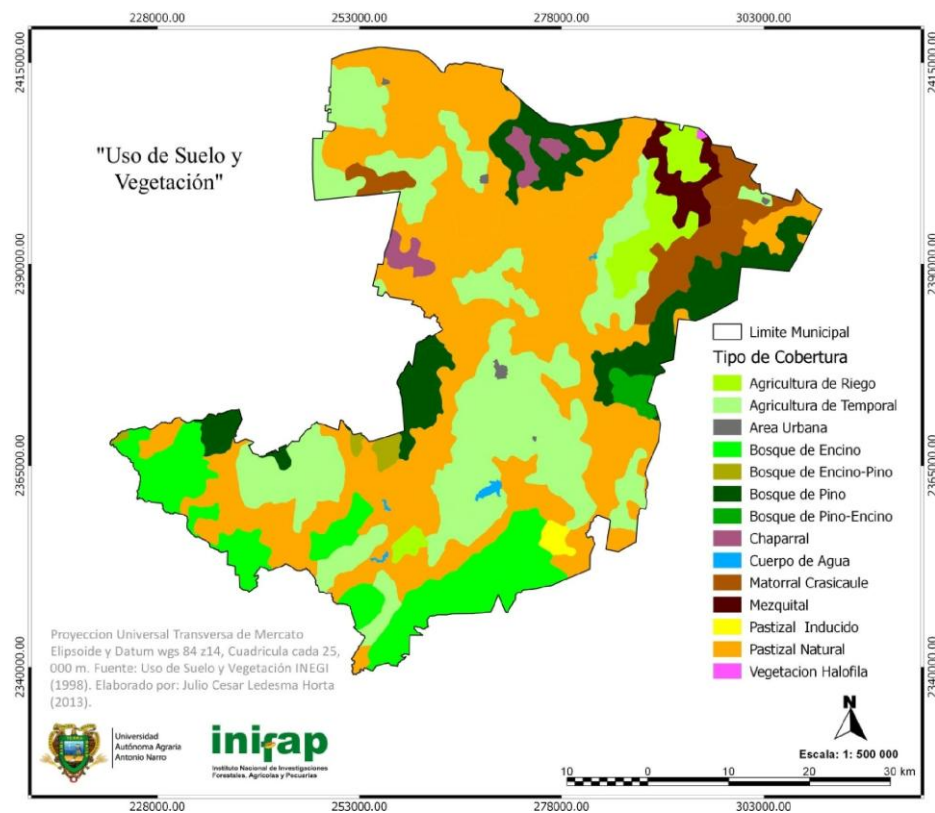 228000.00 253000.00 278000.00 303000.00
2415000.00 2415000.00
"Uso de Suelo y
Vegetación"
2390000.00 2390000.00
Limite Municipal
Tipo de Cobertura
Agricultura de Riego
Agricultura de Temporal
Area Urbana
Bosque de Encino
Bosque de Encino-Pino
Bosque de Pino
Bosque de Pino-Encino
Chaparral
Cuerpo de Agua
Matorral Crasicaule
Mezquital
Pastizal Inducido
Pastizal Natural
Vegetacion Halofila
2365000.00 2365000.00
Proyeccion Universal Transversa de Mercato
Elipsoide y Datum wgs 84 z14, Cuadricula cada 25,
000 m. Fuente: Uso de Suelo y Vegetación INEGI
(1998). Elaborado por: Julio Cesar Ledesma Horta
(2013).
2340000.00 2340000.00
Universidad
Autónoma Agraria
Antonio Narro
inifap
Instituto Nacional de Investigaciones
Forestales, Agrícolas y Pecuarias
N
Escala: 1: 500 000
10 0 10 20 30 km
228000.00 253000.00 278000.00 303000.00